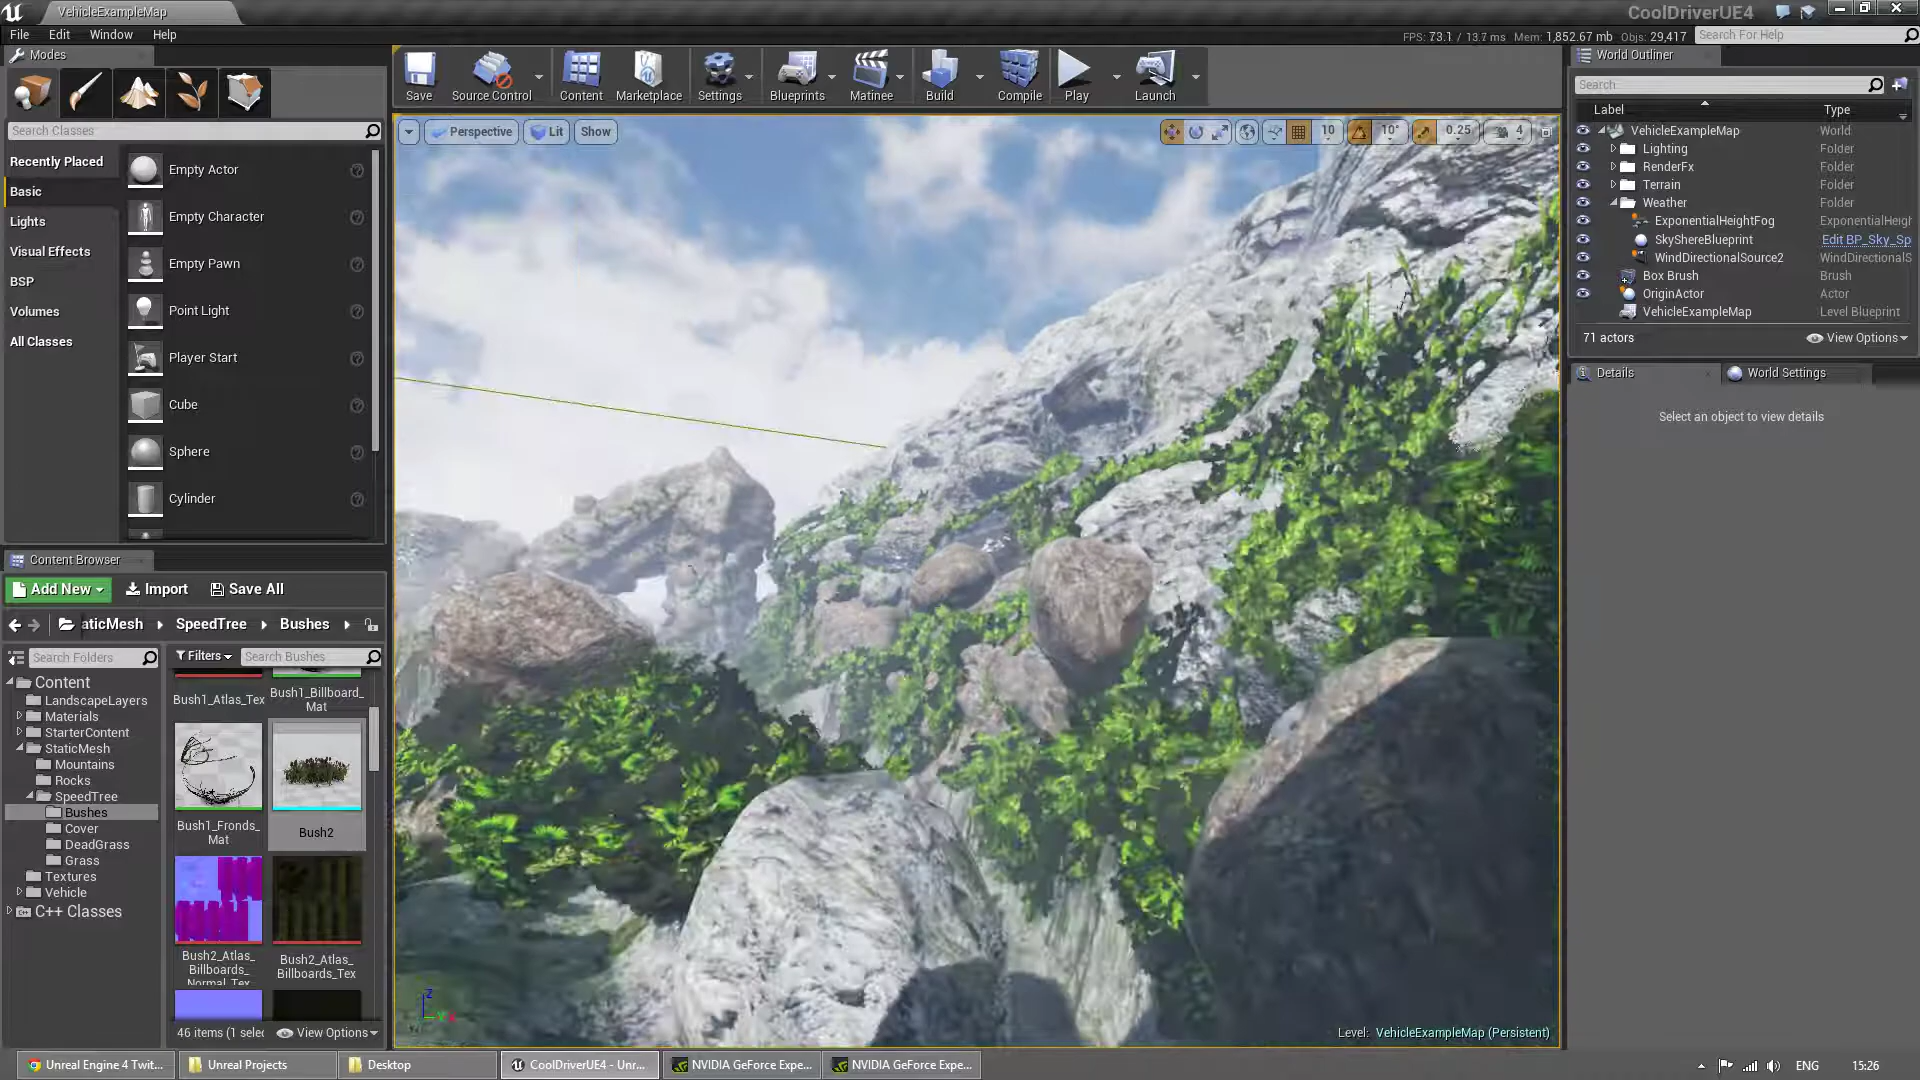 VehicleExampleMap
CoolDriverUE4
File Edit Window Help
FPS: 73.1 / 13.7 ms Mem: 1,852.67 mb Objs: 29,417
Search For Help
Modes
Save
Source Control
Content
Marketplace
Settings
Blueprints
Matinee
Build
Compile
Play
Launch
Search Classes
Recently Placed
Basic
Lights
Visual Effects
BSP
Volumes
All Classes
Empty Actor
Empty Character
Empty Pawn
Point Light
Player Start
Cube
Sphere
Cylinder
Perspective
Lit
Show
10
10°
0.25
4
World Outliner
Search
Label Type
VehicleExampleMap World
Lighting Folder
RenderFx Folder
Terrain Folder
Weather Folder
ExponentialHeightFog ExponentialHeigh
SkyShereBlueprint Edit BP_Sky_Sp
WindDirectionalSource2 WindDirectionalS
Box Brush Brush
OriginActor Actor
VehicleExampleMap Level Blueprint
71 actors
View Options
Details
World Settings
Select an object to view details
Content Browser
Add New
Import
Save All
aticMesh
SpeedTree
Bushes
Search Folders
Filters
Search Bushes
Content
LandscapeLayers
Materials
StarterContent
StaticMesh
Mountains
Rocks
SpeedTree
Bushes
Cover
DeadGrass
Grass
Textures
Vehicle
C++ Classes
Bush1_Atlas_Tex
Bush1_Billboard_
Mat
Bush1_Fronds_
Mat
Bush2
Bush2_Atlas_
Billboards_
Normal_Tex
Bush2_Atlas_
Billboards_Tex
46 items (1 selec
View Options
Z
Y
Level: VehicleExampleMap (Persistent)
Unreal Engine 4 Twit...
Unreal Projects
Desktop
CoolDriverUE4 - Unr...
NVIDIA GeForce Expe...
NVIDIA GeForce Expe...
ENG
15:26